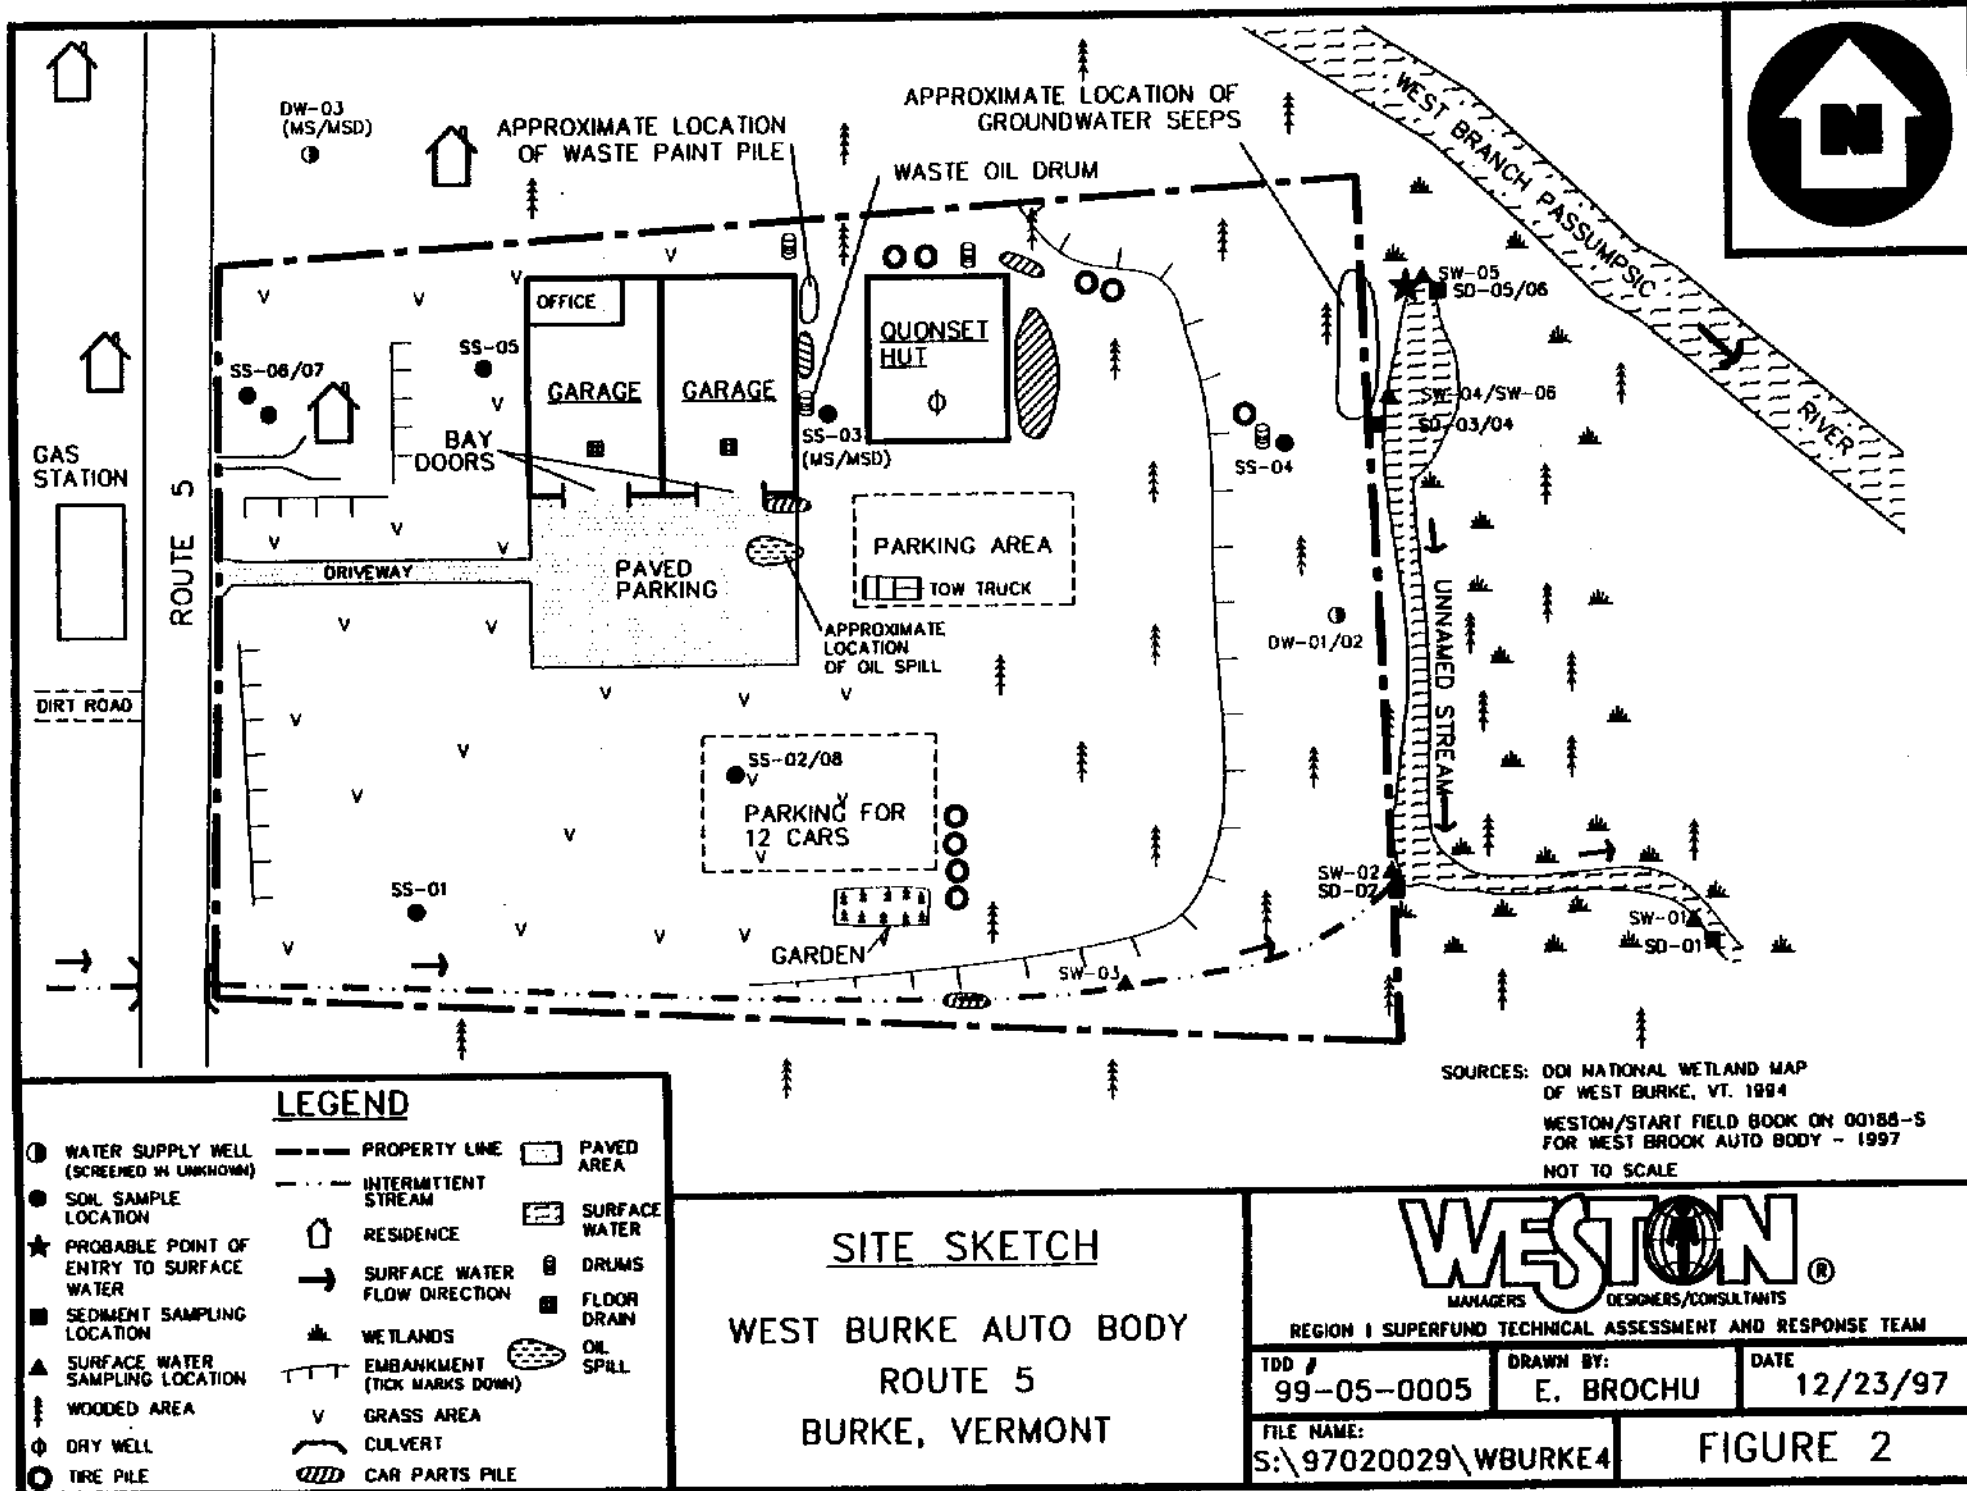 DW-03
(MS/MSD)
APPROXIMATE LOCATION
OF WASTE PAINT PILE
APPROXIMATE LOCATION OF
GROUNDWATER SEEPS
WASTE OIL DRUM
WEST BRANCH PASSUMPSIC
RIVER
N
OFFICE
GARAGE
GARAGE
QUONSET
HUT
SS-05
SS-06/07
BAY
DOORS
SS-03
(MS/MSD)
SS-04
SW-05
SD-05/06
SW-04/SW-06
SD-03/04
GAS
STATION
ROUTE 5
DRIVEWAY
PAVED
PARKING
PARKING AREA
TOW TRUCK
APPROXIMATE
LOCATION
OF OIL SPILL
DW-01/02
UNNAMED STREAM
DIRT ROAD
SS-02/08
PARKING FOR
12 CARS
SS-01
GARDEN
SW-03
SW-02
SD-02
SW-01
SD-01
SOURCES: DOI NATIONAL WETLAND MAP
OF WEST BURKE, VT. 1994
WESTON/START FIELD BOOK ON 00188-S
FOR WEST BROOK AUTO BODY - 1997
NOT TO SCALE
LEGEND
WATER SUPPLY WELL
(SCREENED IN UNKNOWN)
SOIL SAMPLE
LOCATION
PROBABLE POINT OF
ENTRY TO SURFACE
WATER
SEDIMENT SAMPLING
LOCATION
SURFACE WATER
SAMPLING LOCATION
WOODED AREA
DRY WELL
TIRE PILE
PROPERTY LINE
INTERMITTENT
STREAM
RESIDENCE
SURFACE WATER
FLOW DIRECTION
WETLANDS
EMBANKMENT
(TICK MARKS DOWN)
GRASS AREA
CULVERT
CAR PARTS PILE
PAVED
AREA
SURFACE
WATER
DRUMS
FLOOR
DRAIN
OIL
SPILL
SITE SKETCH
WEST BURKE AUTO BODY
ROUTE 5
BURKE, VERMONT
WESTON ®
MANAGERS DESIGNERS/CONSULTANTS
REGION I SUPERFUND TECHNICAL ASSESSMENT AND RESPONSE TEAM
TDD #
99-05-0005
DRAWN BY:
E. BROCHU
DATE
12/23/97
FILE NAME:
S:\97020029\WBURKE4
FIGURE 2